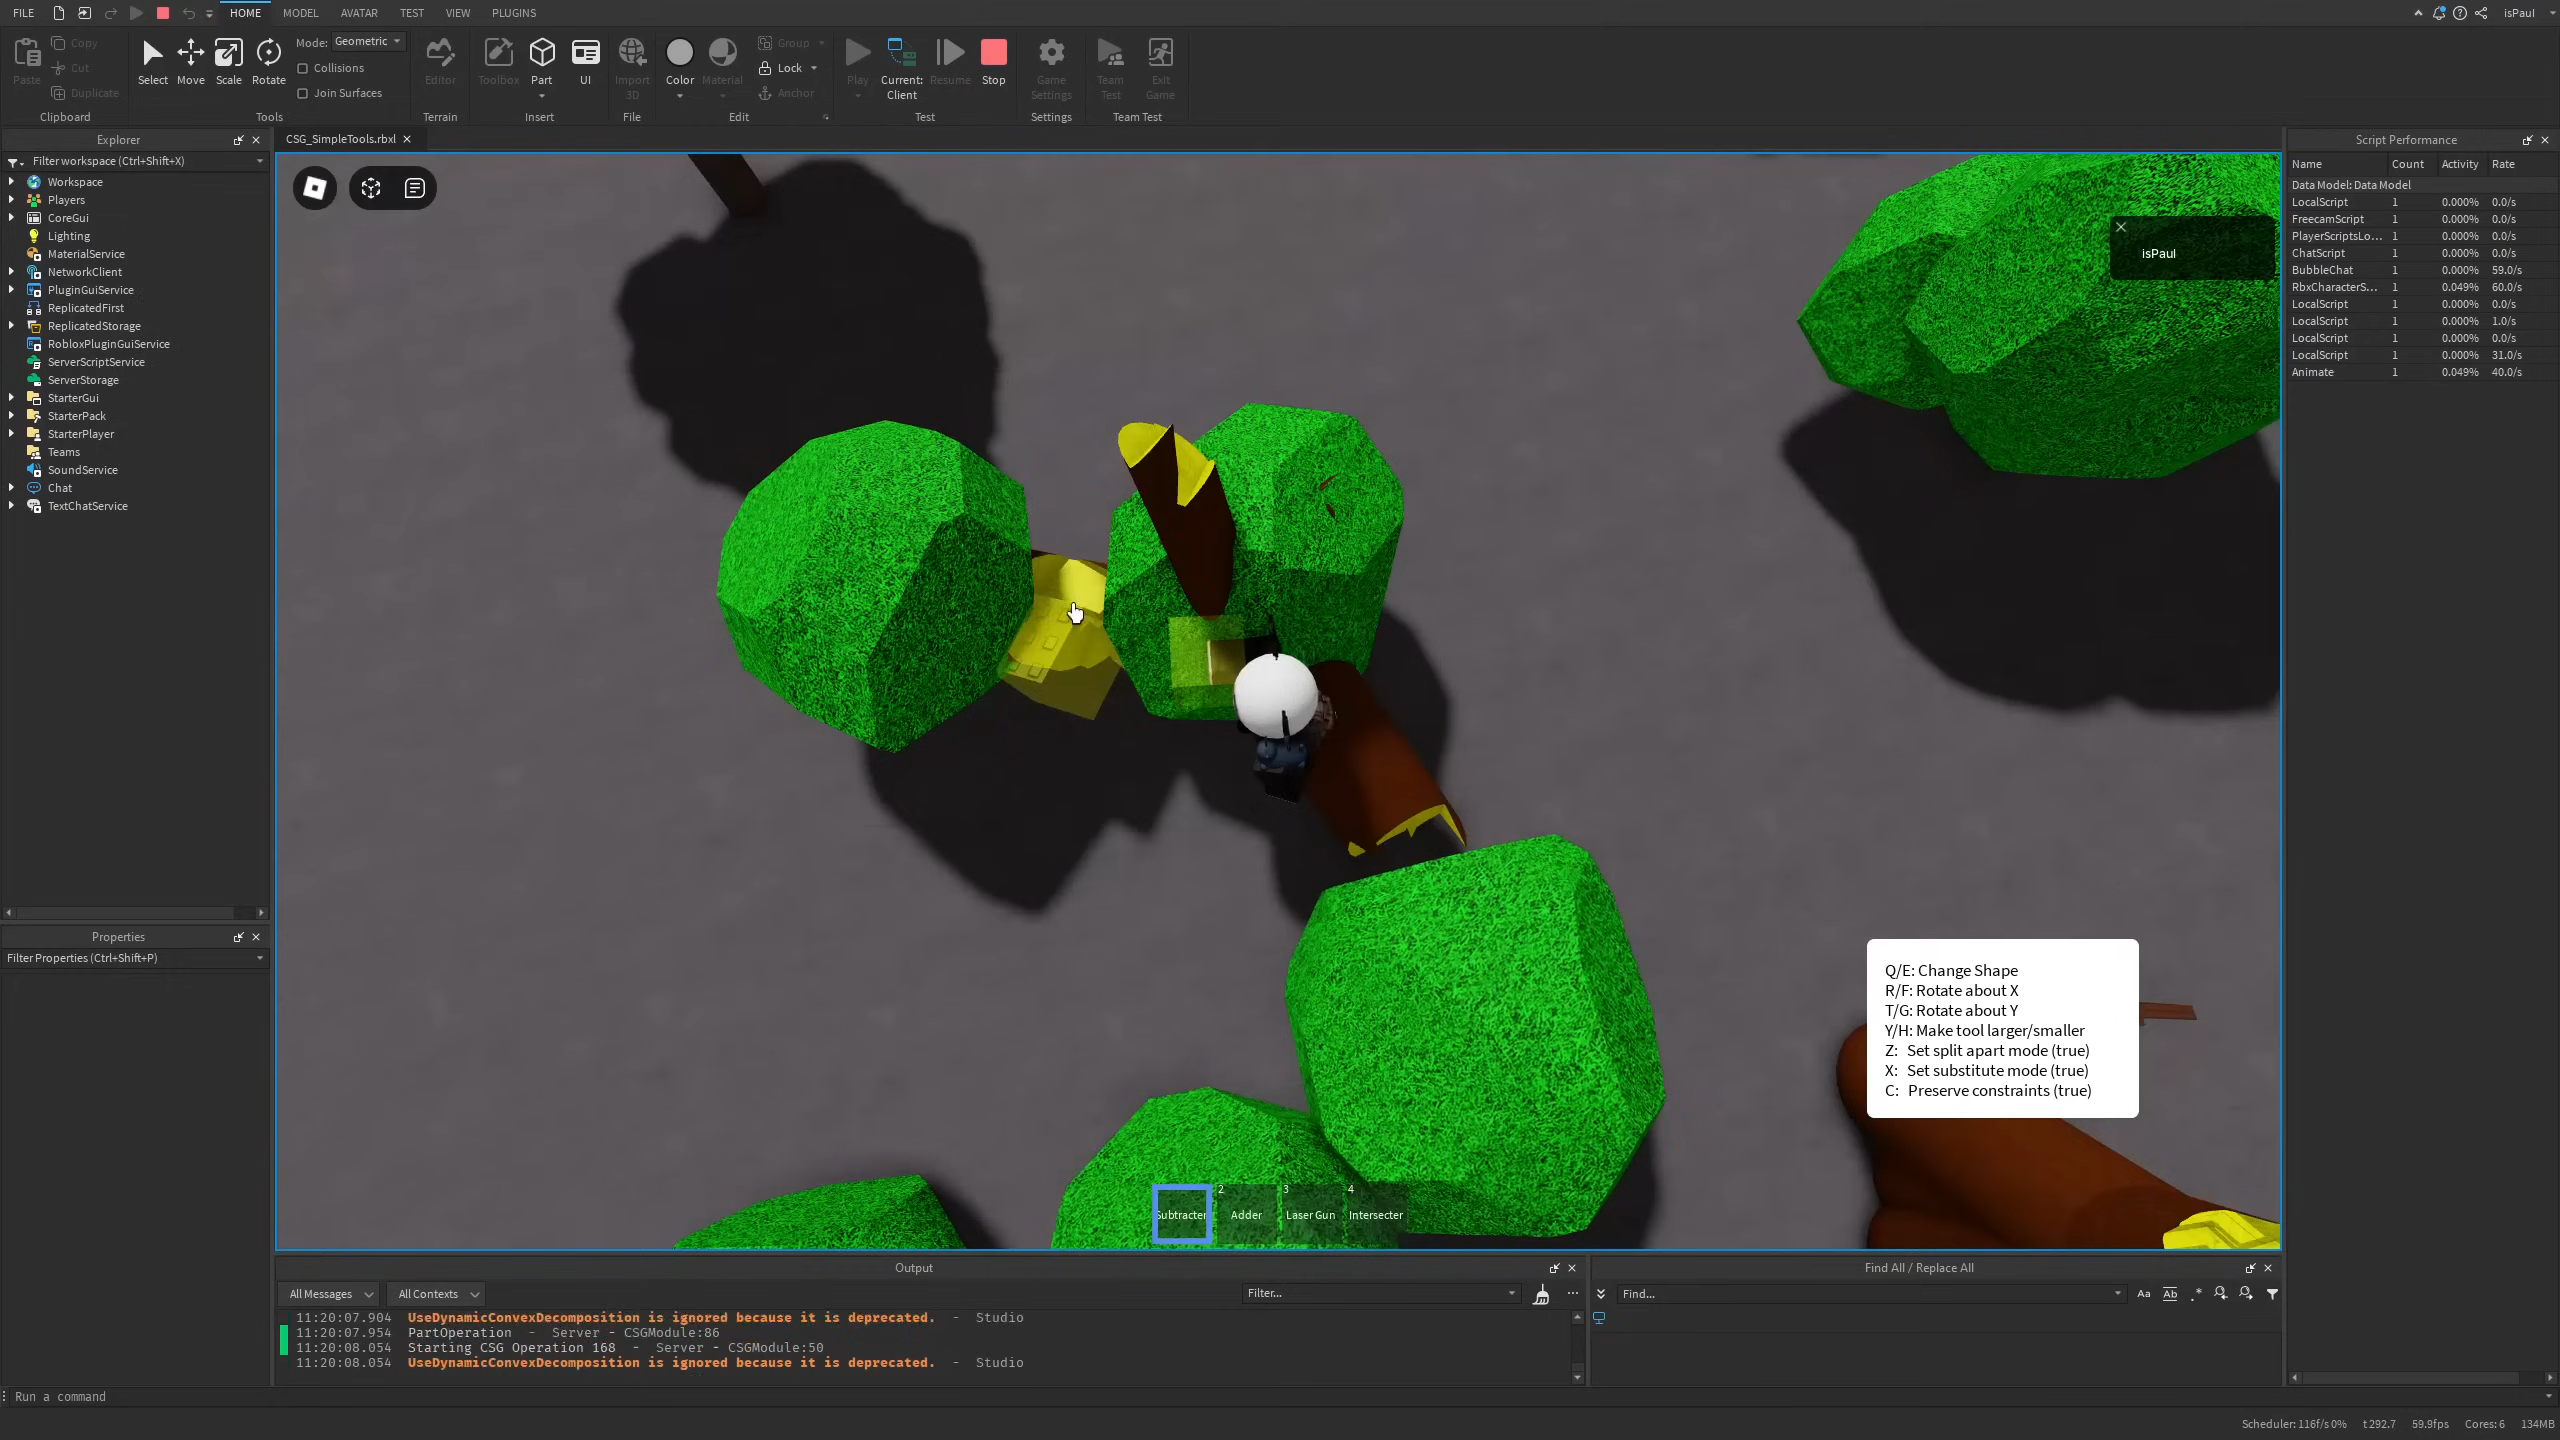 FILE HOME MODEL AVATAR TEST VIEW PLUGINS isPaul
Paste Copy Cut Duplicate Clipboard
Select Move Scale Rotate Mode: Geometric Collisions Join Surfaces Tools
Editor Terrain
Toolbox Part UI Insert
Import 3D File
Color Material Group Lock Anchor Edit
Play Current: Client Resume Stop Test
Game Settings Settings
Team Test Exit Game Team Test
Explorer
Filter workspace (Ctrl+Shift+X)
Workspace
Players
CoreGui
Lighting
MaterialService
NetworkClient
PluginGuiService
ReplicatedFirst
ReplicatedStorage
RobloxPluginGuiService
ServerScriptService
ServerStorage
StarterGui
StarterPack
StarterPlayer
Teams
SoundService
Chat
TextChatService
Properties
Filter Properties (Ctrl+Shift+P)
CSG_SimpleTools.rbxl
isPaul
Q/E: Change Shape
R/F: Rotate about X
T/G: Rotate about Y
Y/H: Make tool larger/smaller
Z: Set split apart mode (true)
X: Set substitute mode (true)
C: Preserve constraints (true)
Subtracter
2 Adder
3 Laser Gun
4 Intersecter
Script Performance
Name Count Activity Rate
Data Model: Data Model
LocalScript 1 0.000% 0.0/s
FreecamScript 1 0.000% 0.0/s
PlayerScriptsLo... 1 0.000% 0.0/s
ChatScript 1 0.000% 0.0/s
BubbleChat 1 0.000% 59.0/s
RbxCharacterS... 1 0.049% 60.0/s
LocalScript 1 0.000% 0.0/s
LocalScript 1 0.000% 1.0/s
LocalScript 1 0.000% 0.0/s
LocalScript 1 0.000% 31.0/s
Animate 1 0.049% 40.0/s
Output
All Messages All Contexts Filter...
11:20:07.904 UseDynamicConvexDecomposition is ignored because it is deprecated. - Studio
11:20:07.954 PartOperation - Server - CSGModule:86
11:20:08.054 Starting CSG Operation 168 - Server - CSGModule:50
11:20:08.054 UseDynamicConvexDecomposition is ignored because it is deprecated. - Studio
Find All / Replace All
Find... Aa Ab .*
Run a command
Scheduler: 116f/s 0% t 292.7 59.9fps Cores: 6 134MB